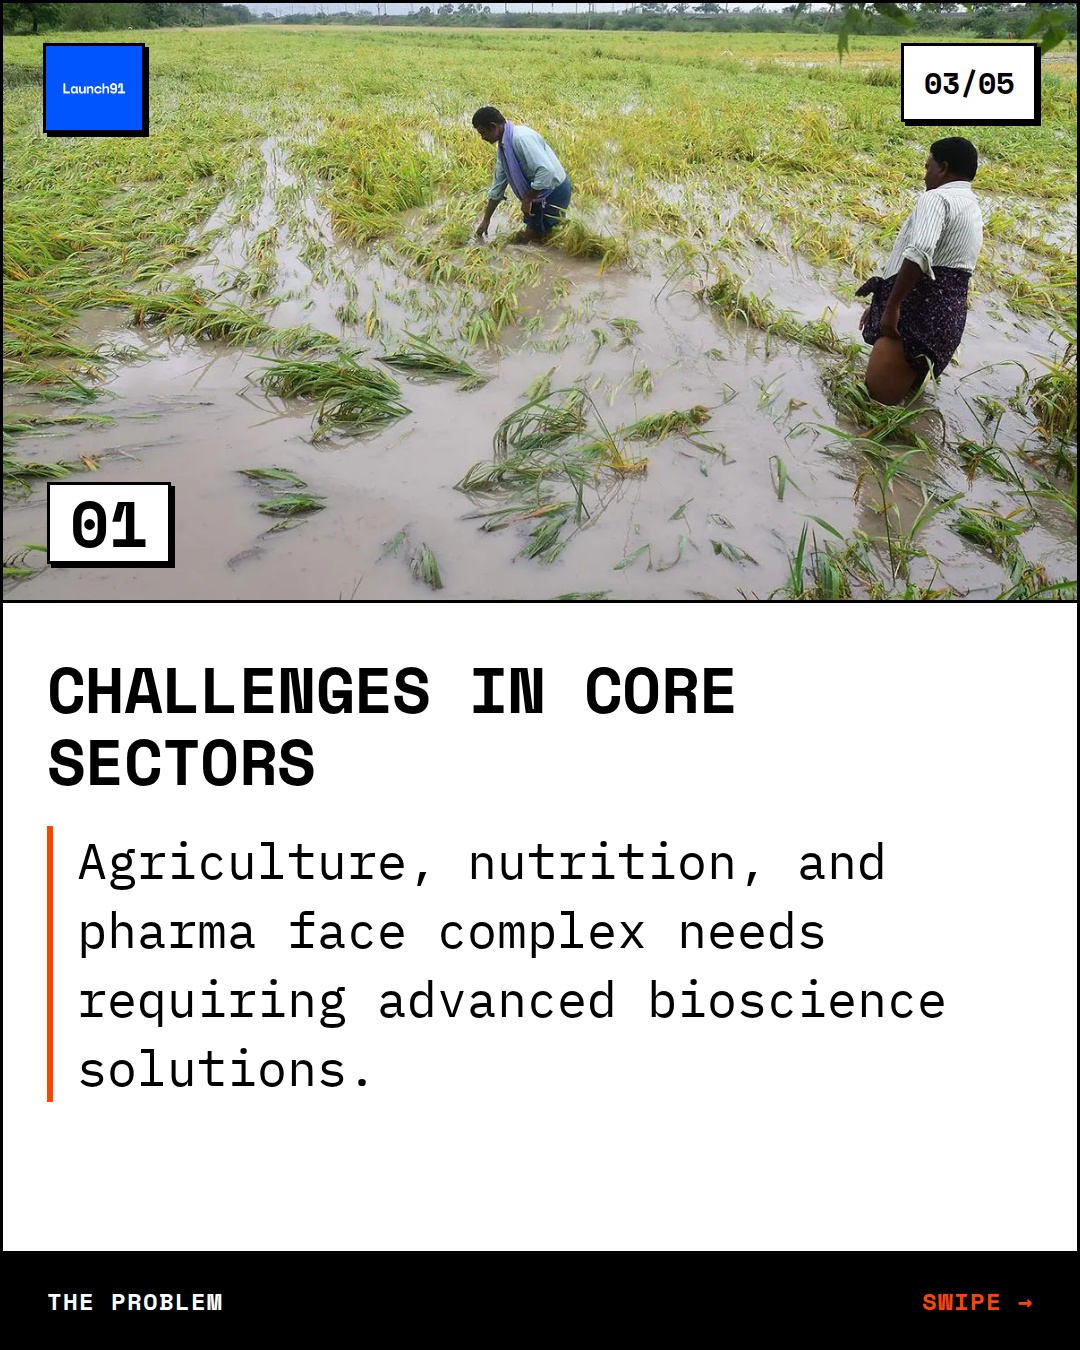 Launch91
03/05
01
CHALLENGES IN CORE
SECTORS
Agriculture, nutrition, and
pharma face complex needs
requiring advanced bioscience
solutions.
THE PROBLEM
SWIPE →